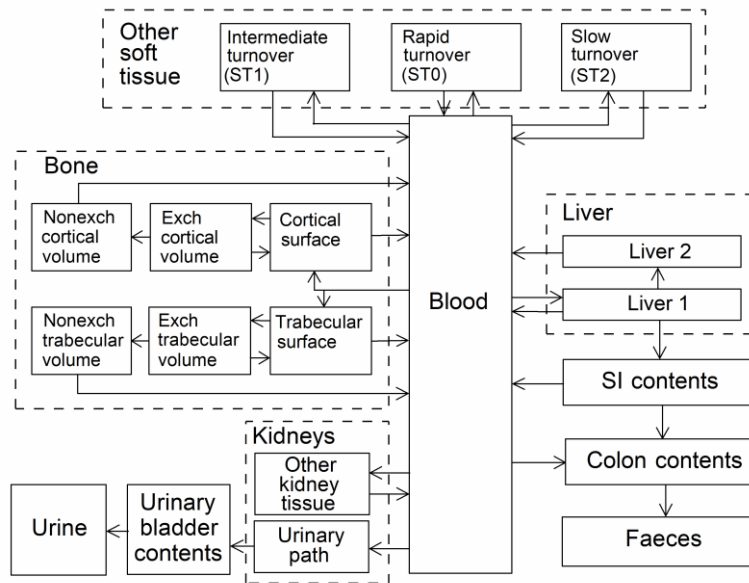 Other
soft
tissue
Intermediate
turnover
(ST1)
Rapid
turnover
(ST0)
Slow
turnover
(ST2)
Bone
Nonexch
cortical
volume
Exch
cortical
volume
Cortical
surface
Nonexch
trabecular
volume
Exch
trabecular
volume
Trabecular
surface
Blood
Liver
Liver 2
Liver 1
SI contents
Colon contents
Faeces
Kidneys
Other
kidney
tissue
Urinary
path
Urinary
bladder
contents
Urine